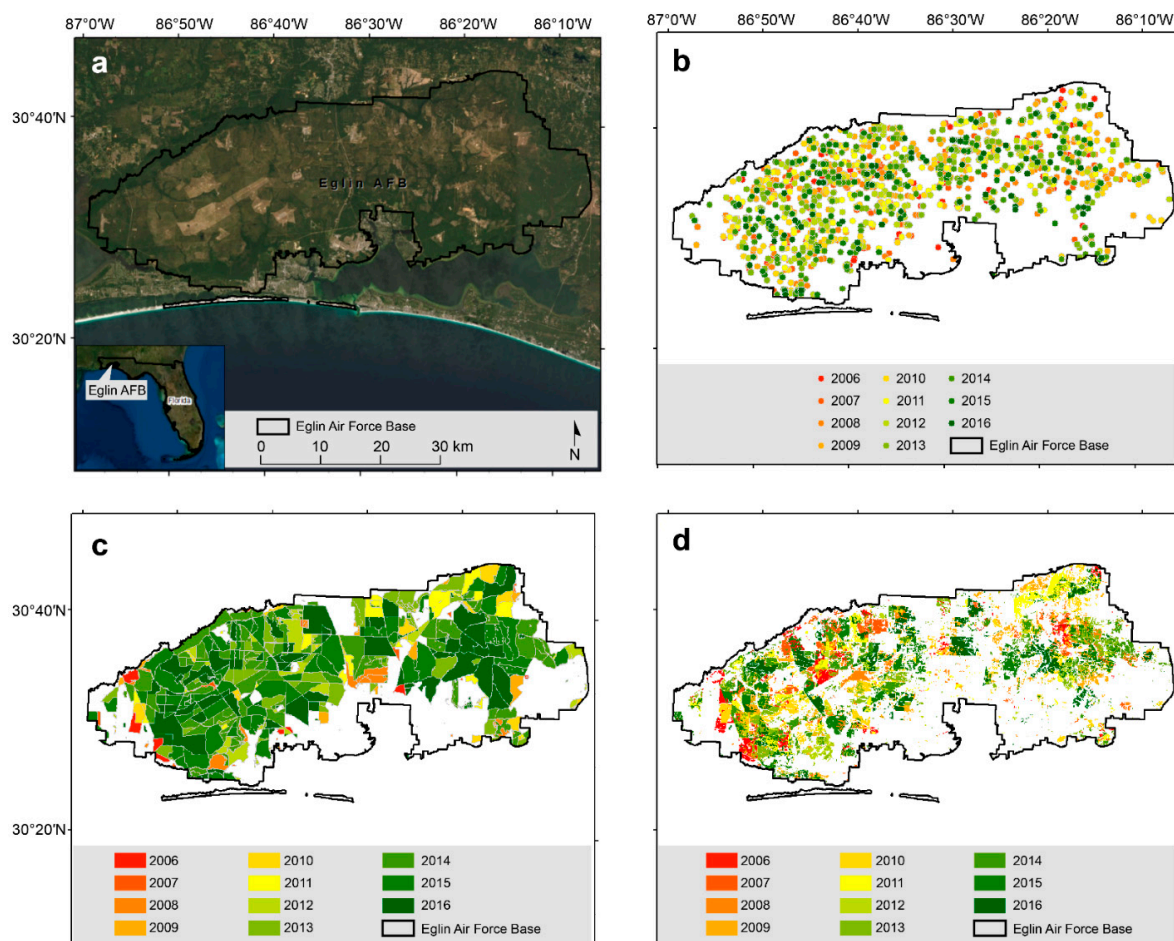 87°0'W 86°50'W 86°40'W 86°30'W 86°20'W 86°10'W
a
30°40'N
Eglin AFB
30°20'N
Eglin AFB
Florida
Eglin Air Force Base
0 10 20 30 km
N
87°0'W 86°50'W 86°40'W 86°30'W 86°20'W 86°10'W
b
2006 2010 2014
2007 2011 2015
2008 2012 2016
2009 2013 Eglin Air Force Base
c
30°40'N
30°20'N
2006 2010 2014
2007 2011 2015
2008 2012 2016
2009 2013 Eglin Air Force Base
d
2006 2010 2014
2007 2011 2015
2008 2012 2016
2009 2013 Eglin Air Force Base